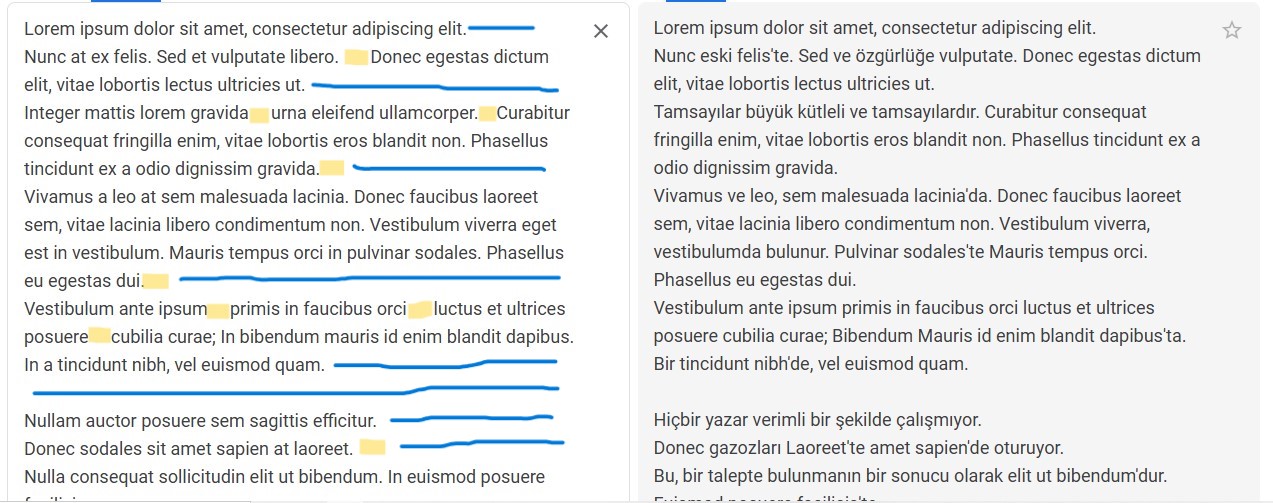 Lorem ipsum dolor sit amet, consectetur adipiscing elit.
Nunc at ex felis. Sed et vulputate libero. Donec egestas dictum
elit, vitae lobortis lectus ultricies ut.
Integer mattis lorem gravida urna eleifend ullamcorper. Curabitur
consequat fringilla enim, vitae lobortis eros blandit non. Phasellus
tincidunt ex a odio dignissim gravida.
Vivamus a leo at sem malesuada lacinia. Donec faucibus laoreet
sem, vitae lacinia libero condimentum non. Vestibulum viverra eget
est in vestibulum. Mauris tempus orci in pulvinar sodales. Phasellus
eu egestas dui.
Vestibulum ante ipsum primis in faucibus orci luctus et ultrices
posuere cubilia curae; In bibendum mauris id enim blandit dapibus.
In a tincidunt nibh, vel euismod quam.
Nullam auctor posuere sem sagittis efficitur.
Donec sodales sit amet sapien at laoreet.
Nulla consequat sollicitudin elit ut bibendum. In euismod posuere
Lorem ipsum dolor sit amet, consectetur adipiscing elit.
Nunc eski felis'te. Sed ve özgürlüğe vulputate. Donec egestas dictum
elit, vitae lobortis lectus ultricies ut.
Tamsayılar büyük kütleli ve tamsayılardır. Curabitur consequat
fringilla enim, vitae lobortis eros blandit non. Phasellus tincidunt ex a
odio dignissim gravida.
Vivamus ve leo, sem malesuada lacinia'da. Donec faucibus laoreet
sem, vitae lacinia libero condimentum non. Vestibulum viverra,
vestibulumda bulunur. Pulvinar sodales'te Mauris tempus orci.
Phasellus eu egestas dui.
Vestibulum ante ipsum primis in faucibus orci luctus et ultrices
posuere cubilia curae; Bibendum Mauris id enim blandit dapibus'ta.
Bir tincidunt nibh'de, vel euismod quam.
Hiçbir yazar verimli bir şekilde çalışmıyor.
Donec gazozları Laoreet'te amet sapien'de oturuyor.
Bu, bir talepte bulunmanın bir sonucu olarak elit ut bibendum'dur.